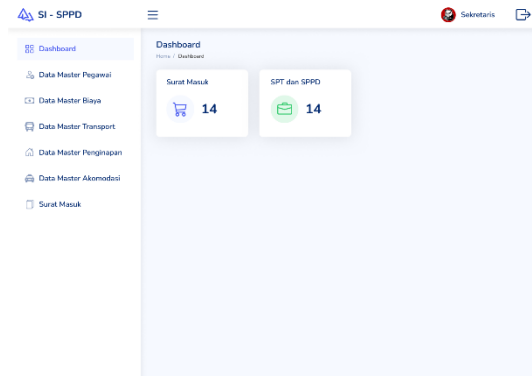 SI - SPPD
Sekretaris
Dashboard
Data Master Pegawai
Data Master Biaya
Data Master Transport
Data Master Penginapan
Data Master Akomodasi
Surat Masuk
Dashboard
Home / Dashboard
Surat Masuk
14
SPT dan SPPD
14